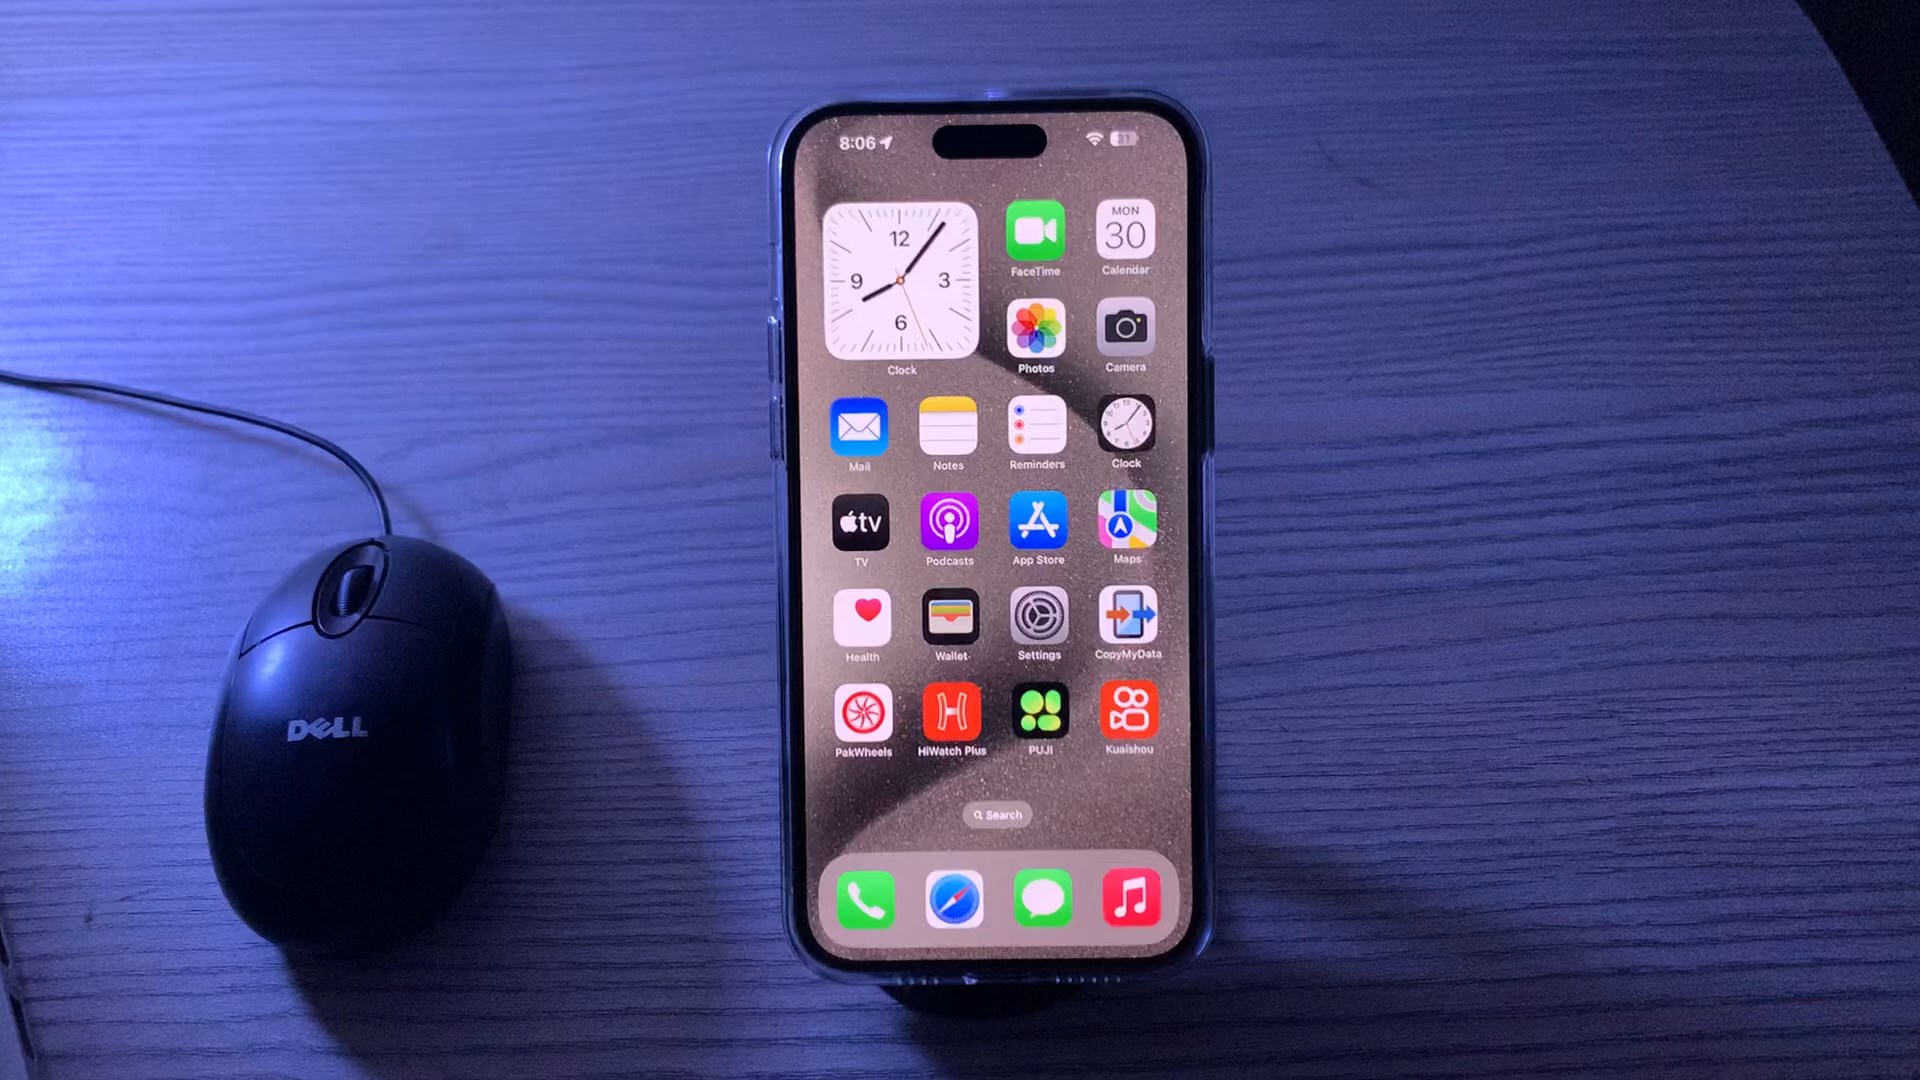 8:06
31
12
9
3
6
Clock
FaceTime
MON
30
Calendar
Photos
Camera
Mail
Notes
Reminders
Clock
tv
TV
Podcasts
App Store
Maps
Health
Wallet
Settings
CopyMyData
PakWheels
HiWatch Plus
PUJI
Kuaishou
Search
DELL